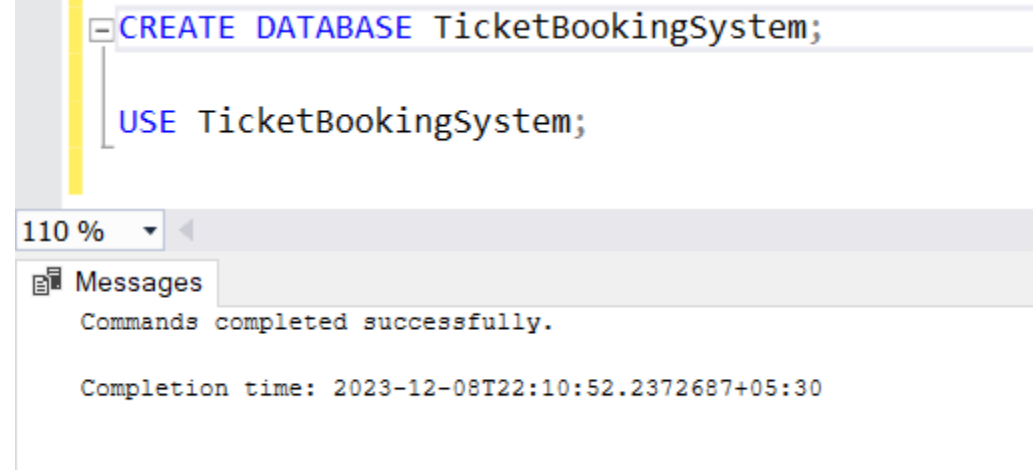 CREATE DATABASE TicketBookingSystem;
USE TicketBookingSystem;
110 %
Messages
Commands completed successfully.
Completion time: 2023-12-08T22:10:52.2372687+05:30